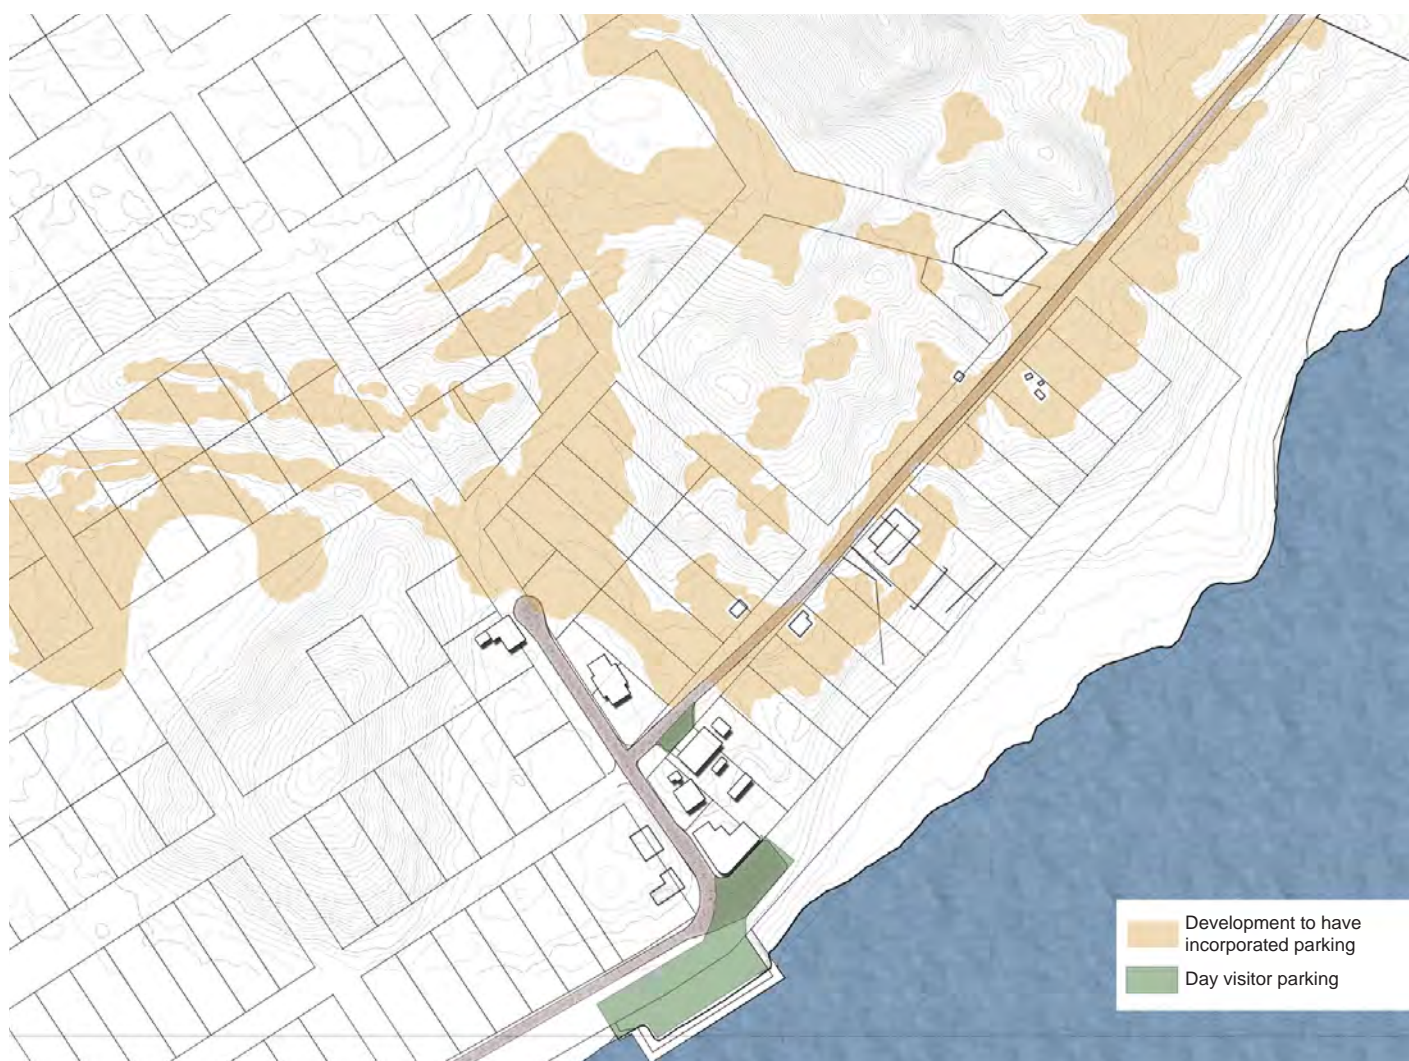 Development to have
incorporated parking
Day visitor parking